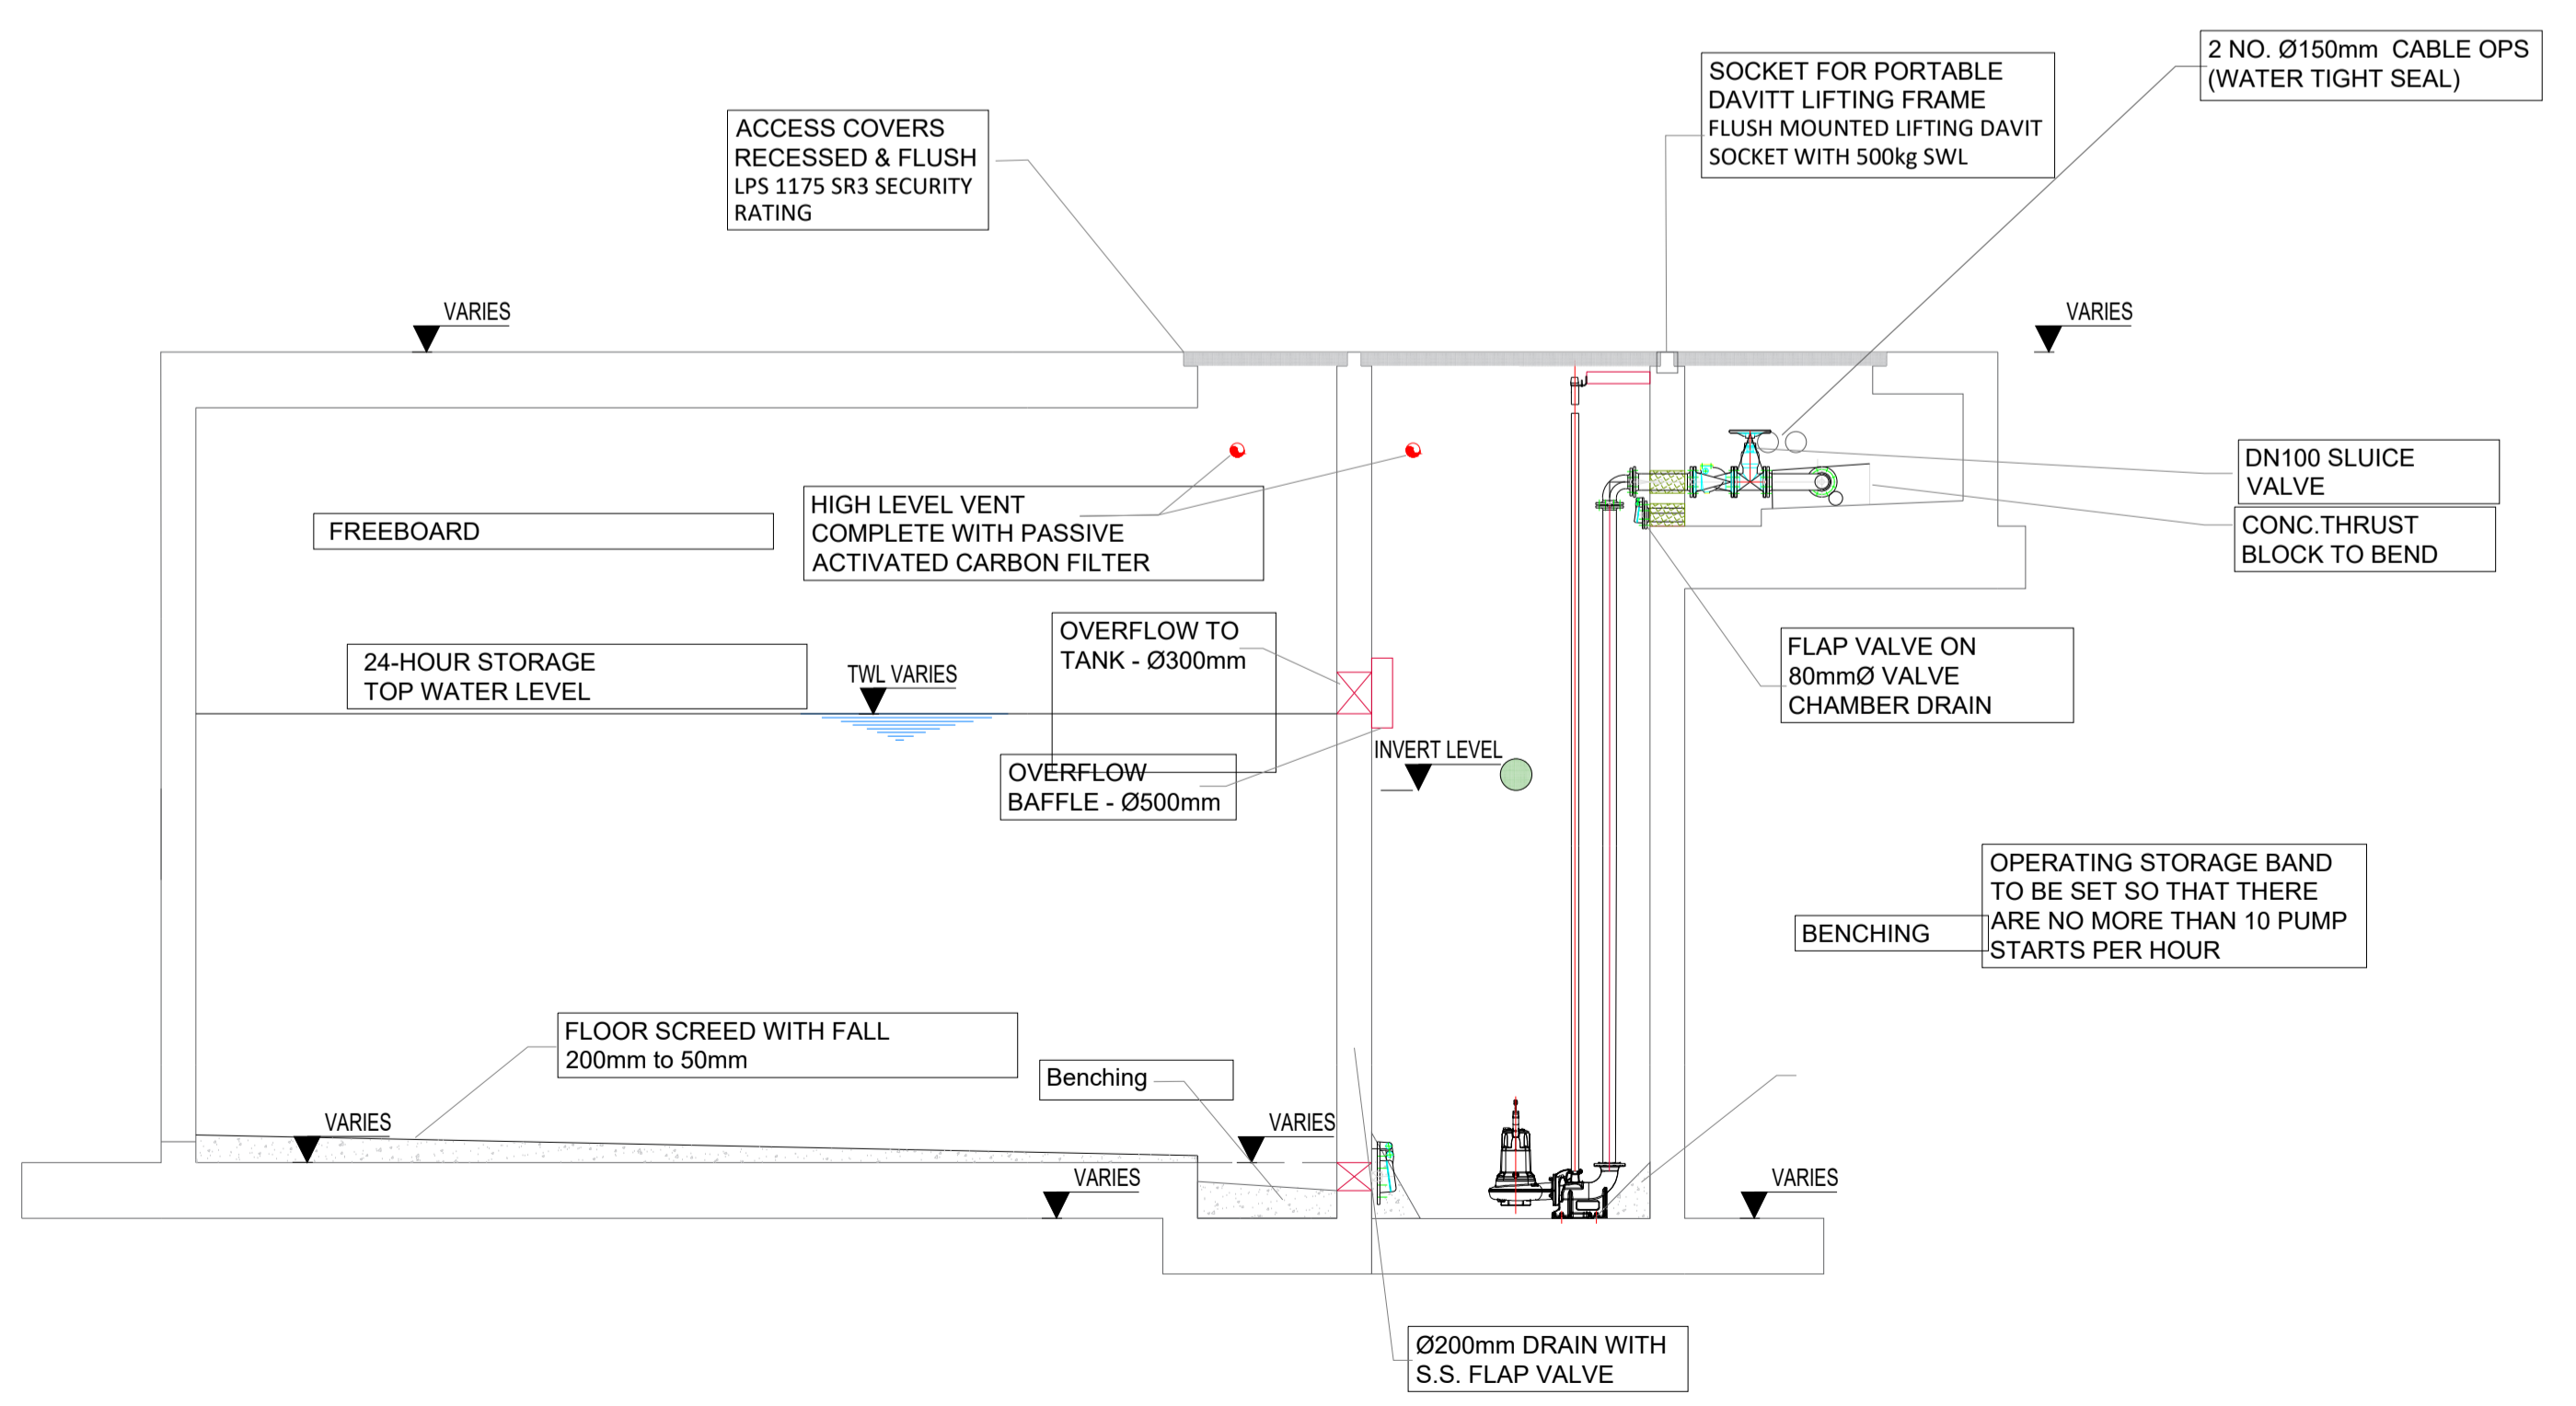 2 NO. Ø150mm  CABLE OPS
(WATER TIGHT SEAL)
SOCKET FOR PORTABLE
DAVITT LIFTING FRAME
FLUSH MOUNTED LIFTING DAVIT
SOCKET WITH 500kg SWL
ACCESS COVERS
RECESSED & FLUSH
LPS 1175 SR3 SECURITY
RATING
VARIES
VARIES
DN100 SLUICE
VALVE
CONC.THRUST
BLOCK TO BEND
HIGH LEVEL VENT
COMPLETE WITH PASSIVE
ACTIVATED CARBON FILTER
FREEBOARD
OVERFLOW TO
TANK - Ø300mm
FLAP VALVE ON
80mmØ VALVE
CHAMBER DRAIN
24-HOUR STORAGE
TOP WATER LEVEL
TWL VARIES
INVERT LEVEL
OVERFLOW
BAFFLE - Ø500mm
OPERATING STORAGE BAND
TO BE SET SO THAT THERE
ARE NO MORE THAN 10 PUMP
STARTS PER HOUR
BENCHING
FLOOR SCREED WITH FALL
200mm to 50mm
Benching
VARIES
VARIES
VARIES
VARIES
Ø200mm DRAIN WITH
S.S. FLAP VALVE